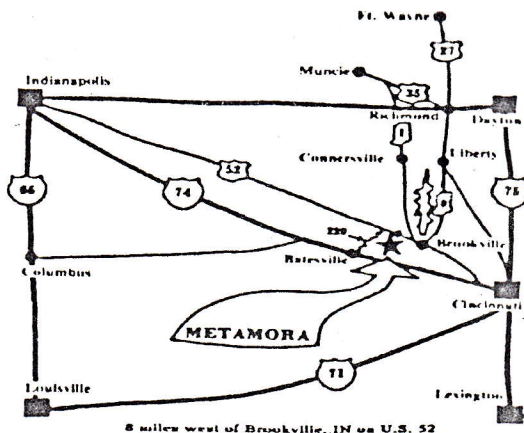 Ft. Wayne
27
Muncie
Indianapolis
35
Richmond
Dayton
1
Connersville
Liberty
52
65
74
75
229
Brookville
Batesville
Columbus
Cincinnati
METAMORA
71
Louisville
Lexington
8 miles west of Brookville, IN on U.S. 52